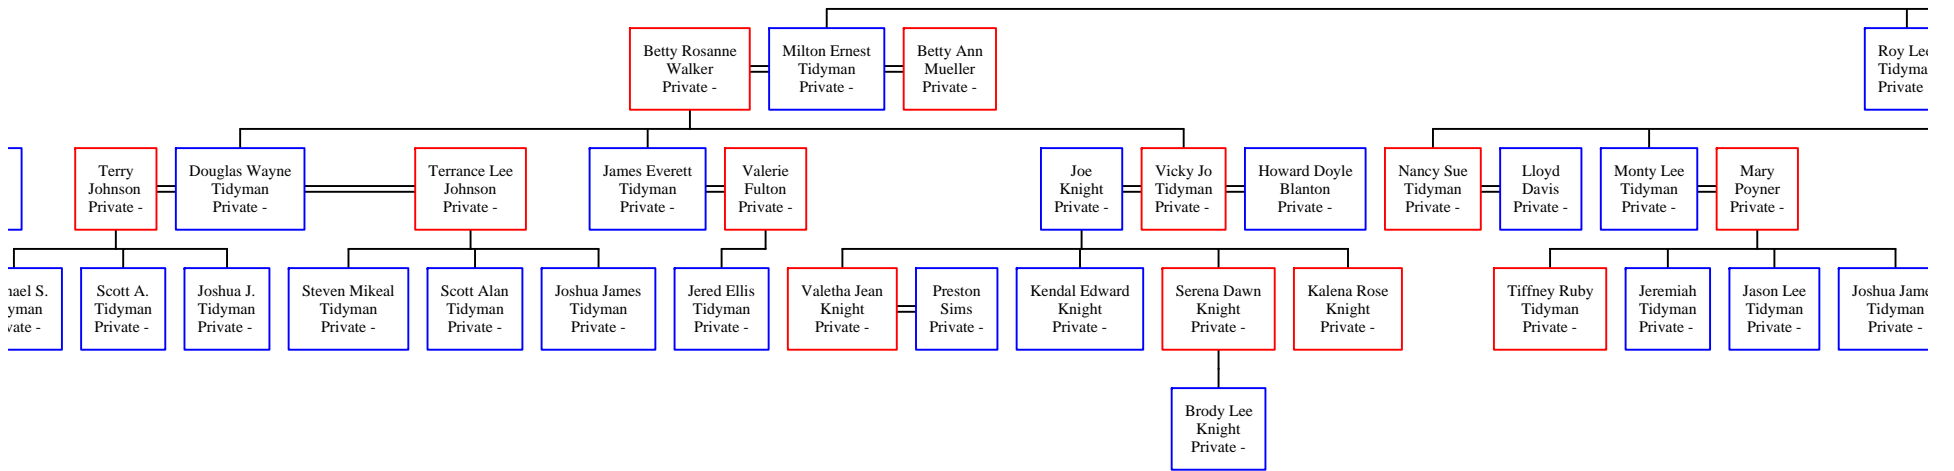 Betty Rosanne
Walker
Private -
Milton Ernest
Tidyman
Private -
Betty Ann
Mueller
Private -
Roy
Private
Terry
Johnson
Private -
Douglas Wayne
Tidyman
Private -
Terrance Lee
Johnson
Private -
James Everett
Tidyman
Private -
Valerie
Fulton
Private -
Joe
Knight
Private -
Vicky Jo
Tidyman
Private -
Howard Doyle
Blanton
Private -
Nancy Sue
Tidyman
Private -
Lloyd
Davis
Private -
Monty Lee
Tidyman
Private -
Mary
Poyner
Private -
S.
-
Scott A.
Tidyman
Private -
Joshua J.
Tidyman
Private -
Steven Mikeal
Tidyman
Private -
Scott Alan
Tidyman
Private -
Joshua James
Tidyman
Private -
Jered Ellis
Tidyman
Private -
Valetha Jean
Knight
Private -
Preston
Sims
Private -
Kendal Edward
Knight
Private -
Serena Dawn
Knight
Private -
Kalena Rose
Knight
Private -
Tiffney Ruby
Tidyman
Private -
Jeremiah
Tidyman
Private -
Jason Lee
Tidyman
Private -
Joshua
Tidyman
Private -
Brody Lee
Knight
Private -